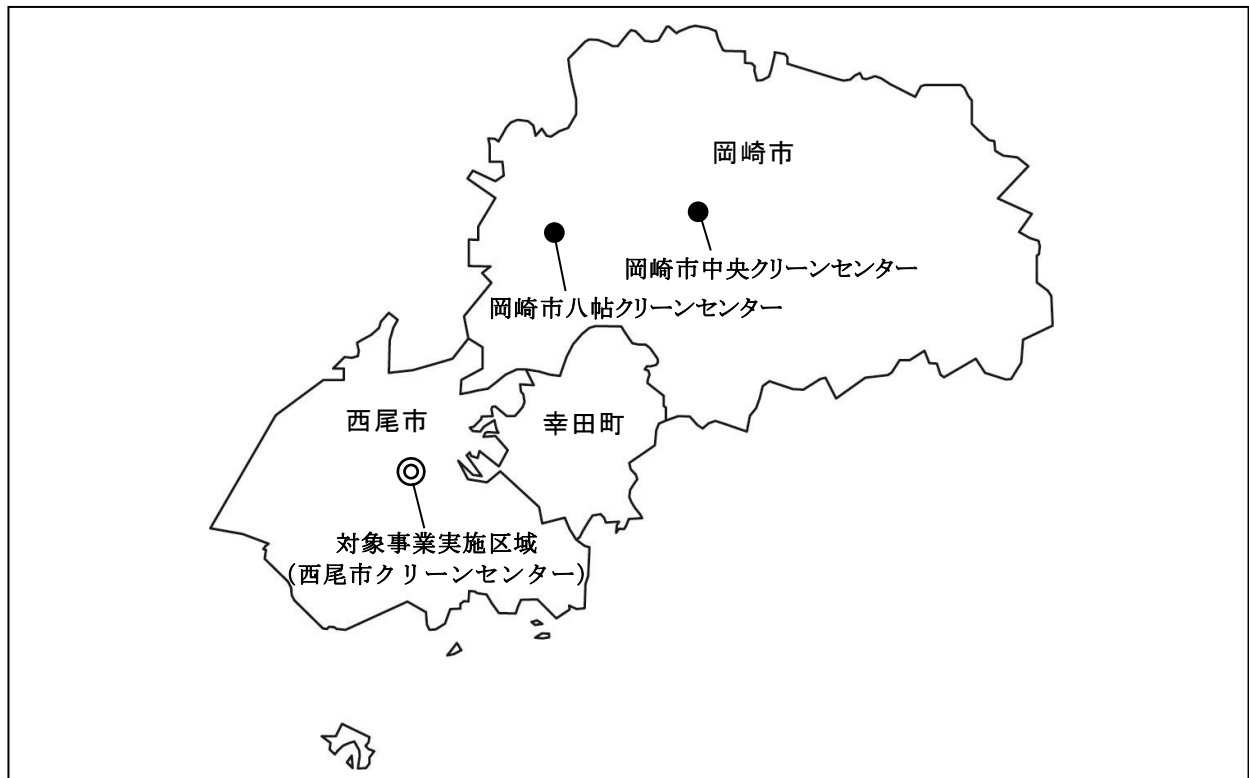 岡崎市
岡崎市中央クリーンセンター
岡崎市八帖クリーンセンター
西尾市
幸田町
対象事業実施区域
(西尾市クリーンセンター)